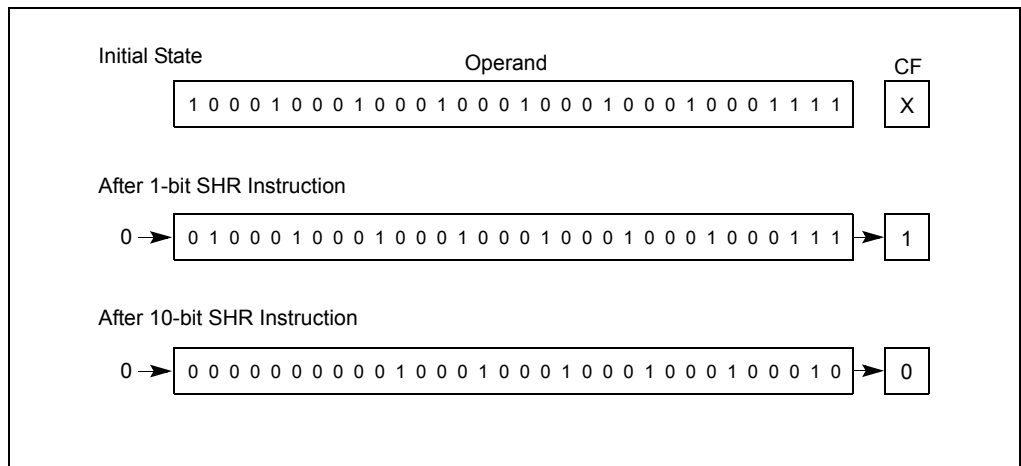 Initial State
Operand
CF
1 0 0 0 1 0 0 0 1 0 0 0 1 0 0 0 1 0 0 0 1 0 0 0 1 0 0 0 1 1 1 1
X
After 1-bit SHR Instruction
0
0 1 0 0 0 1 0 0 0 1 0 0 0 1 0 0 0 1 0 0 0 1 0 0 0 1 0 0 0 1 1 1
1
After 10-bit SHR Instruction
0
0 0 0 0 0 0 0 0 0 0 1 0 0 0 1 0 0 0 1 0 0 0 1 0 0 0 1 0 0 0 1 0
0